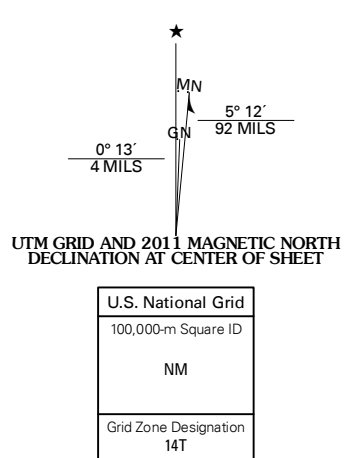 ★
MN
GN
5° 12´
92 MILS
0° 13´
4 MILS
UTM GRID AND 2011 MAGNETIC NORTH
DECLINATION AT CENTER OF SHEET
U.S. National Grid
100,000-m Square ID
NM
Grid Zone Designation
14T